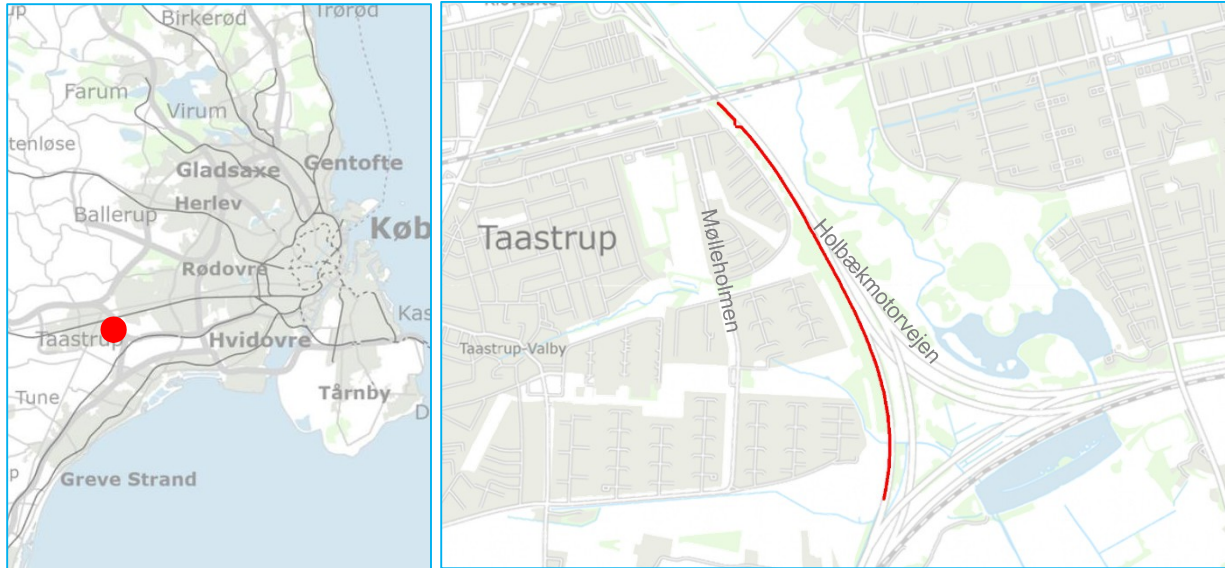 Trørød
Birkerød
Farum
Virum
tenløse
Gentofte
Gladsaxe
Herlev
Ballerup
Køb
Rødovre
Kas
Taastrup
Hvidovre
Tune
Tårnby
D
Greve Strand
Taastrup
Mølleholmen
Holbækmotorvejen
Taastrup-Valby